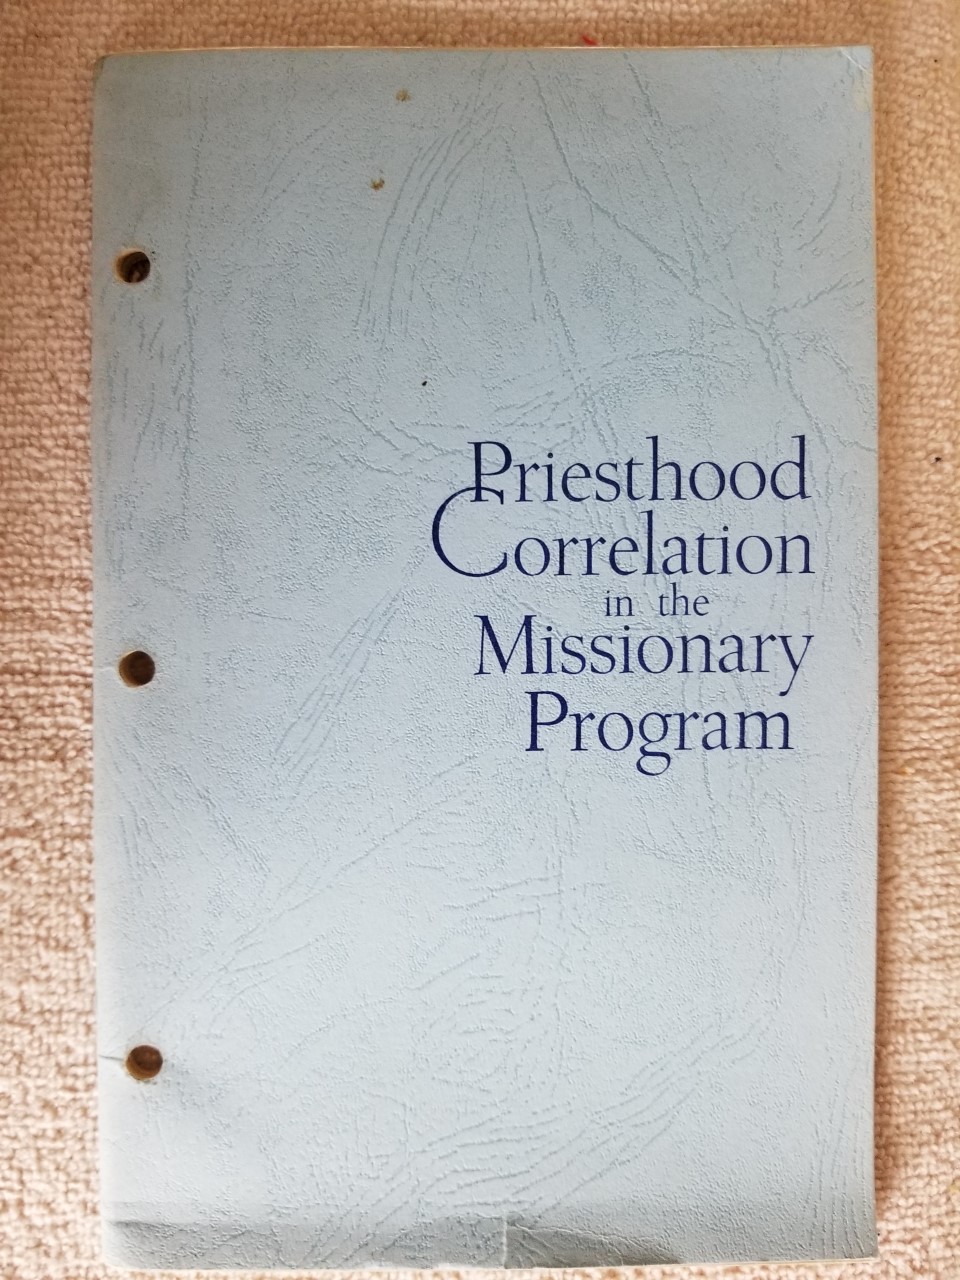 Priesthood
Correlation
in the
Missionary
Program